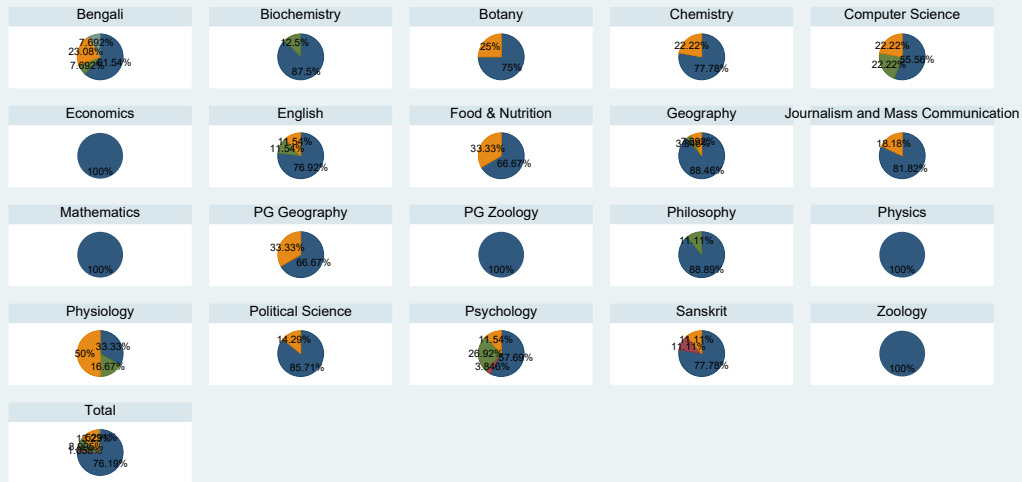 Bengali
7.692%
23.08%
61.54%
7.692%
Biochemistry
12.5%
87.5%
Botany
25%
75%
Chemistry
22.22%
77.78%
Computer Science
22.22%
55.56%
22.22%
Economics
100%
English
11.54%
11.54%
76.92%
Food & Nutrition
33.33%
66.67%
Geography
88.46%
Journalism and Mass Communication
18.18%
81.82%
Mathematics
100%
PG Geography
33.33%
66.67%
PG Zoology
100%
Philosophy
11.11%
88.89%
Physics
100%
Physiology
33.33%
50%
16.67%
Political Science
14.29%
85.71%
Psychology
11.54%
26.92%
57.69%
3.846%
Sanskrit
11.11%
11.11%
77.78%
Zoology
100%
Total
1.058%
76.19%